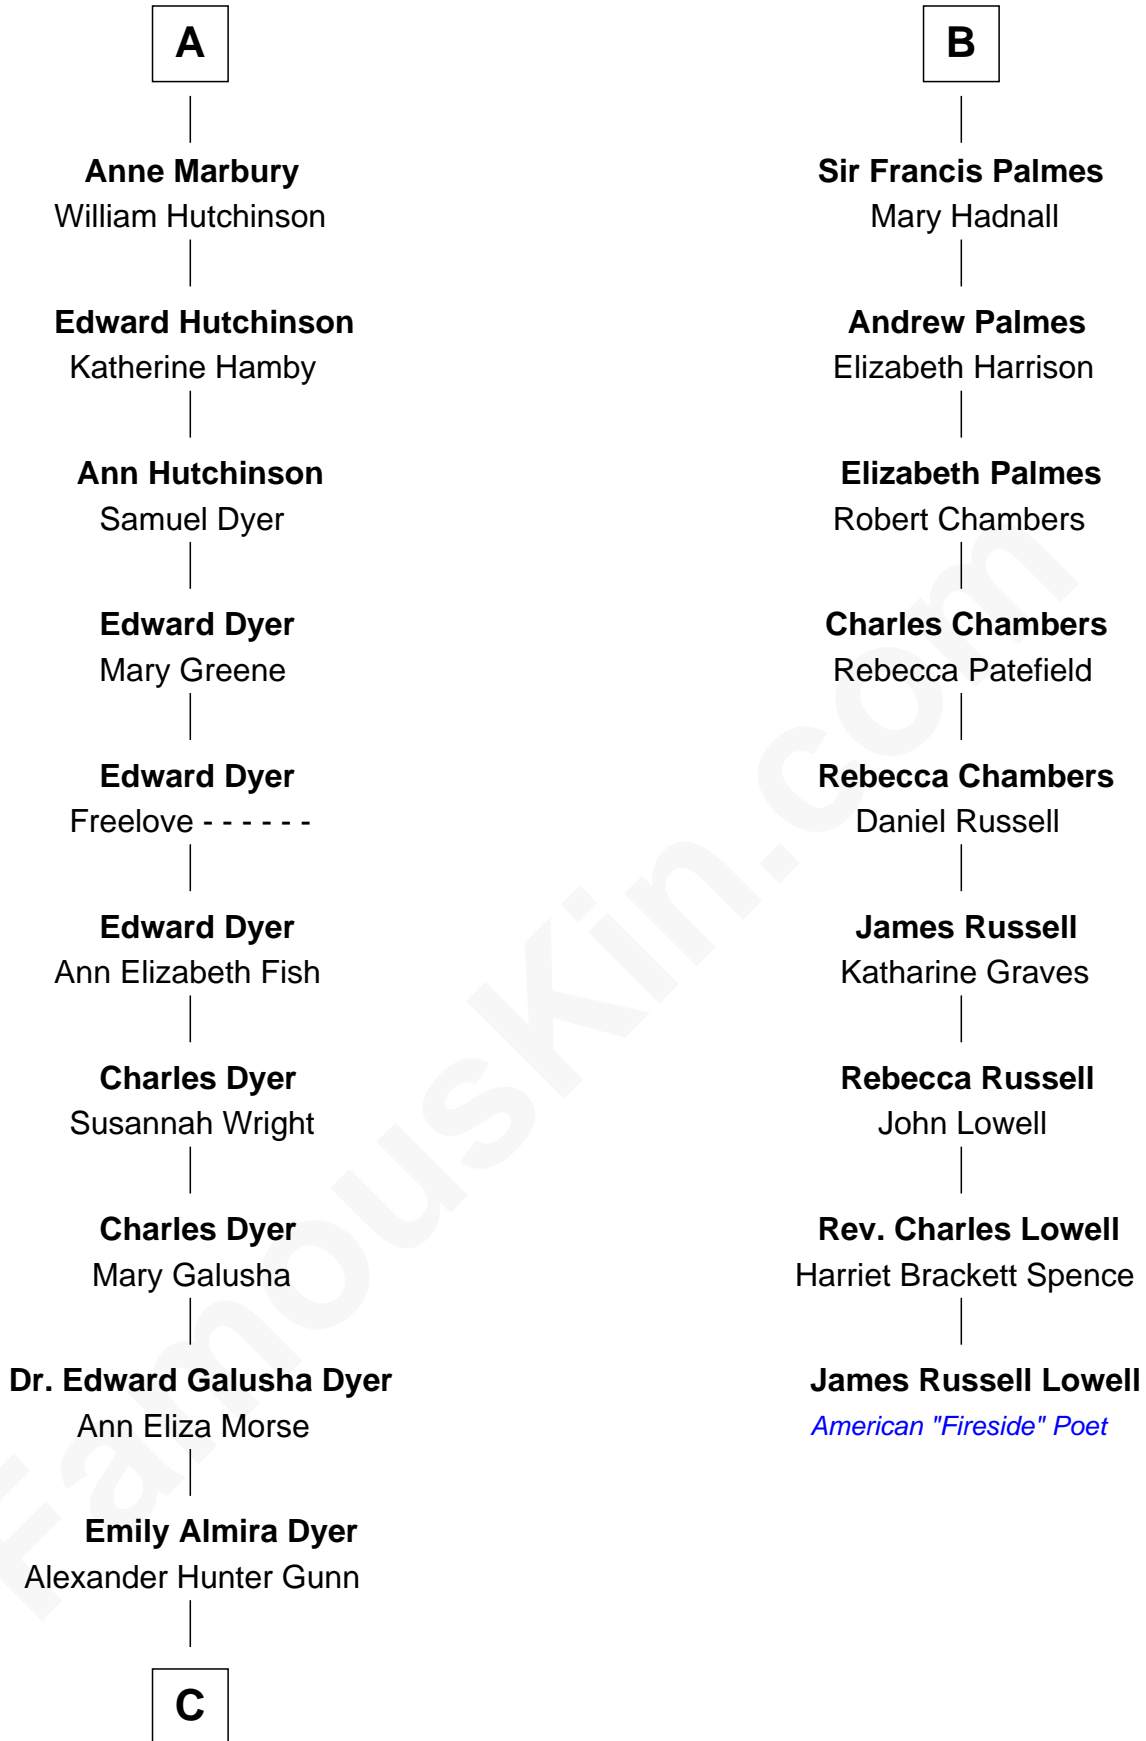 A
Anne Marbury
William Hutchinson
Edward Hutchinson
Katherine Hamby
Ann Hutchinson
Samuel Dyer
Edward Dyer
Mary Greene
Edward Dyer
Freelove - - - - - -
Edward Dyer
Ann Elizabeth Fish
Charles Dyer
Susannah Wright
Charles Dyer
Mary Galusha
Dr. Edward Galusha Dyer
Ann Eliza Morse
Emily Almira Dyer
Alexander Hunter Gunn
C
B
Sir Francis Palmes
Mary Hadnall
Andrew Palmes
Elizabeth Harrison
Elizabeth Palmes
Robert Chambers
Charles Chambers
Rebecca Patefield
Rebecca Chambers
Daniel Russell
James Russell
Katharine Graves
Rebecca Russell
John Lowell
Rev. Charles Lowell
Harriet Brackett Spence
James Russell Lowell
American "Fireside" Poet
FamousKin.com